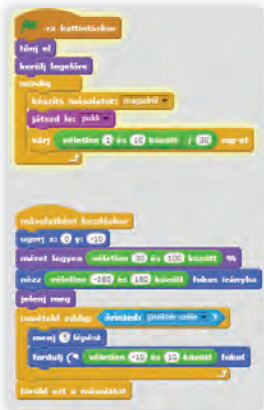 -ra kattintáskor
tűnj el
kerülj legelőre
mindig
készíts másolatot: magadról
játszd le: pukk
várj véletlen 1 és 10 között / 30 mp-et
másolatként kezdéskor
ugorj x: 0 y: -10
méret legyen véletlen 30 és 100 között %
nézz véletlen -180 és 180 között fokos irányba
jelenj meg
ismételd eddig: érinted: játéktér széle ?
menj 5 lépést
fordulj véletlen -10 és 10 között fokot
töröld ezt a másolatot